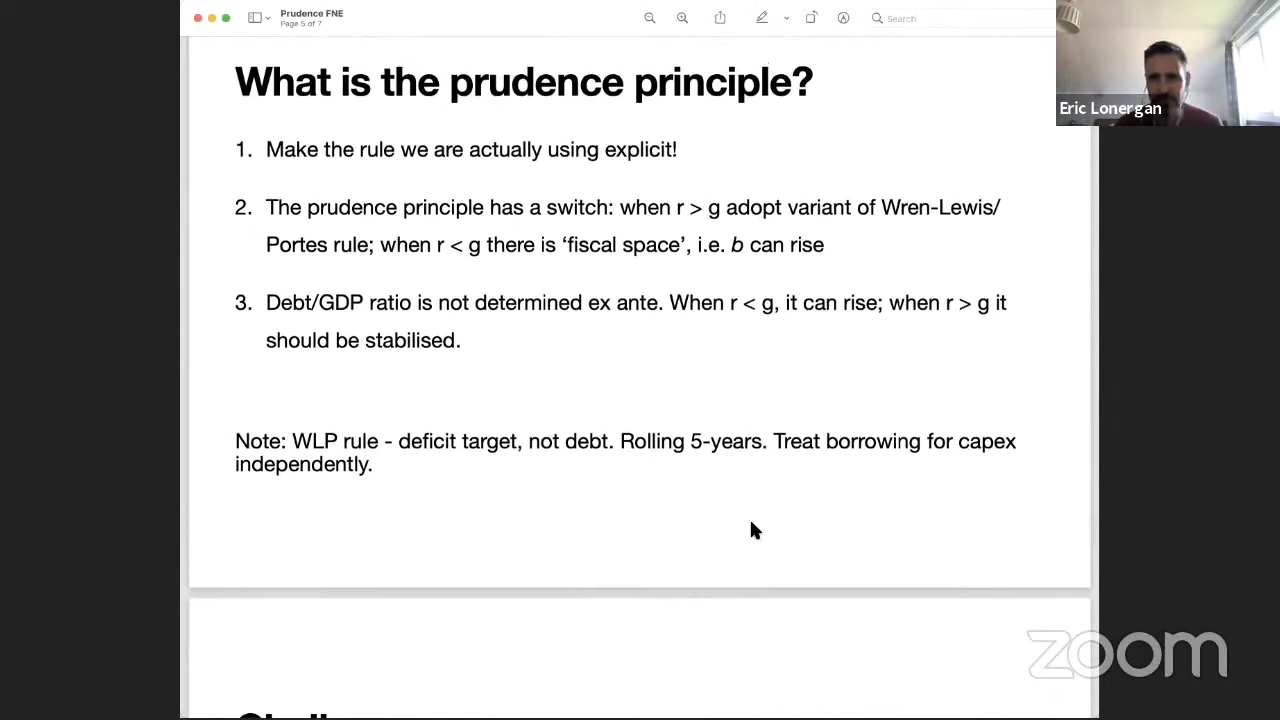 Prudence FNE
Page 5 of 7
Search
Eric Lonergan
What is the prudence principle?
1. Make the rule we are actually using explicit!
2. The prudence principle has a switch: when r > g adopt variant of Wren-Lewis/
Portes rule; when r < g there is ‘fiscal space’, i.e. b can rise
3. Debt/GDP ratio is not determined ex ante. When r < g, it can rise; when r > g it
should be stabilised.
Note: WLP rule - deficit target, not debt. Rolling 5-years. Treat borrowing for capex
independently.
zoom